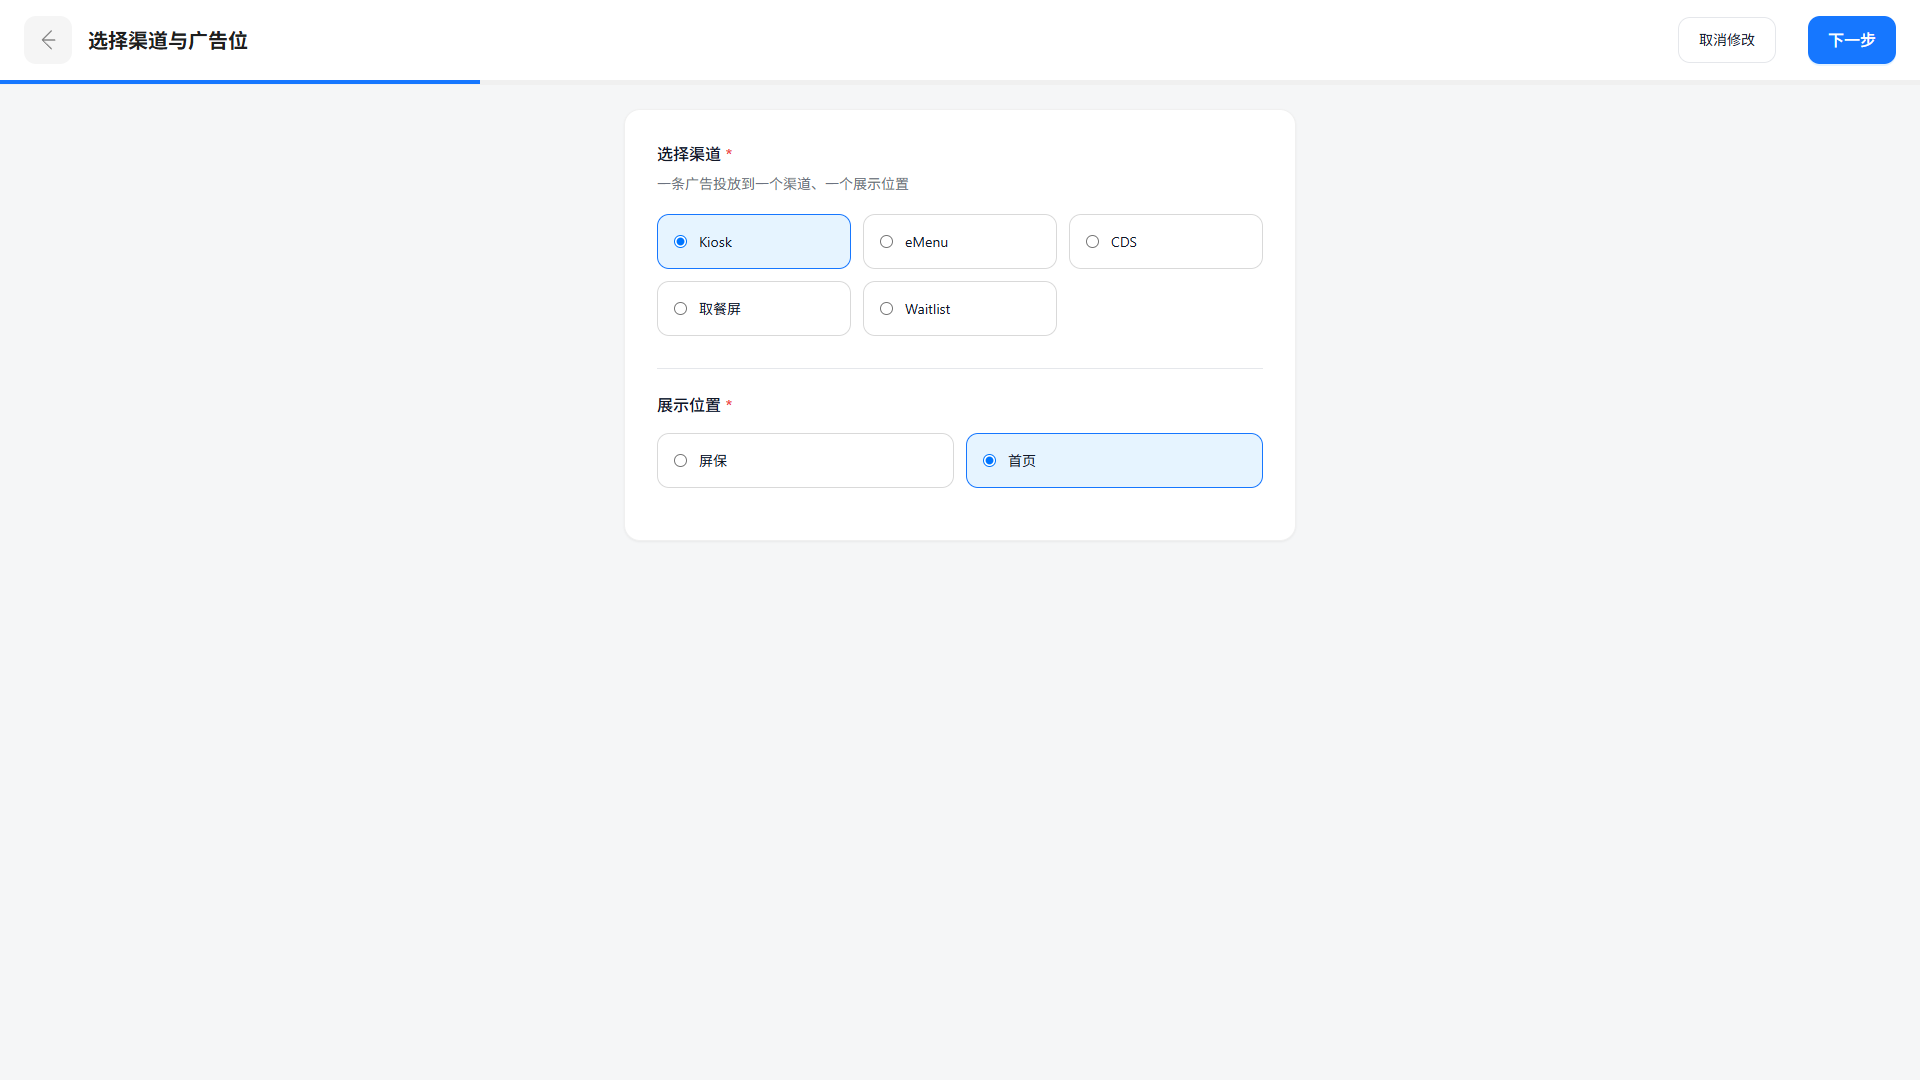 选择渠道与广告位
取消修改
下一步
选择渠道 *
一条广告投放到一个渠道、一个展示位置
Kiosk
eMenu
CDS
取餐屏
Waitlist
展示位置 *
屏保
首页